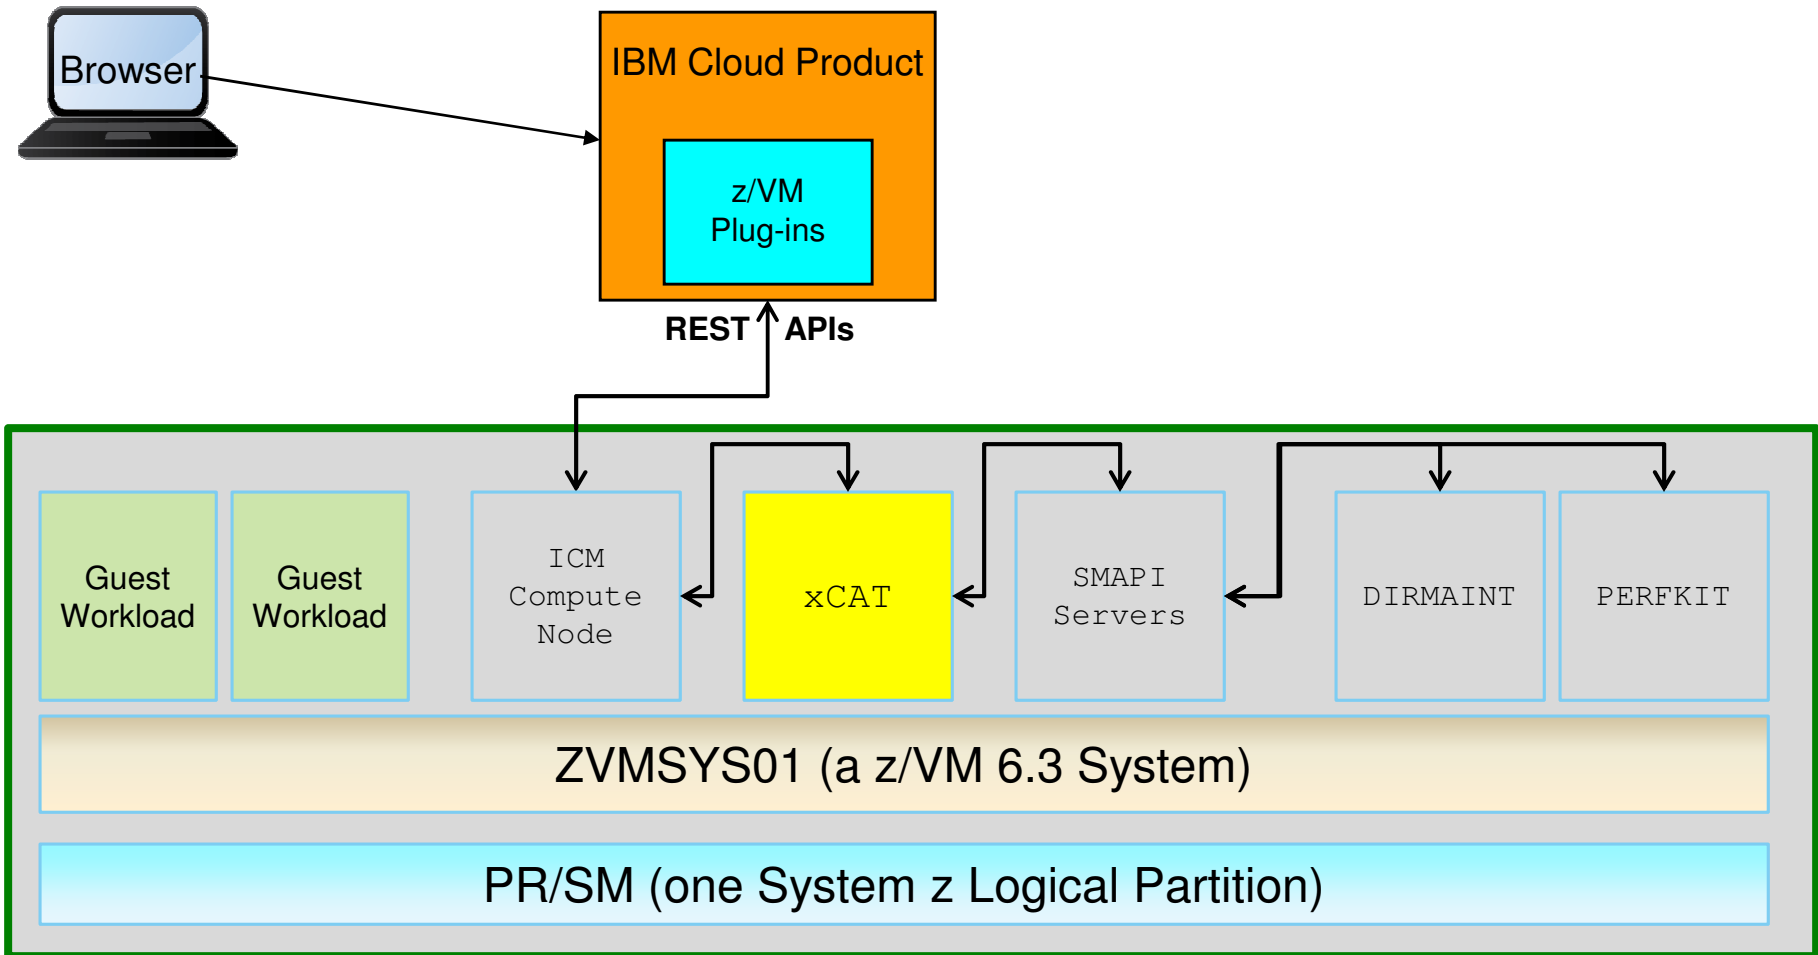 Browser
IBM Cloud Product
z/VM
Plug-ins
REST APIs
Guest
Workload
Guest
Workload
ICM
Compute
Node
xCAT
SMAPI
Servers
DIRMAINT
PERFKIT
ZVMSYS01 (a z/VM 6.3 System)
PR/SM (one System z Logical Partition)